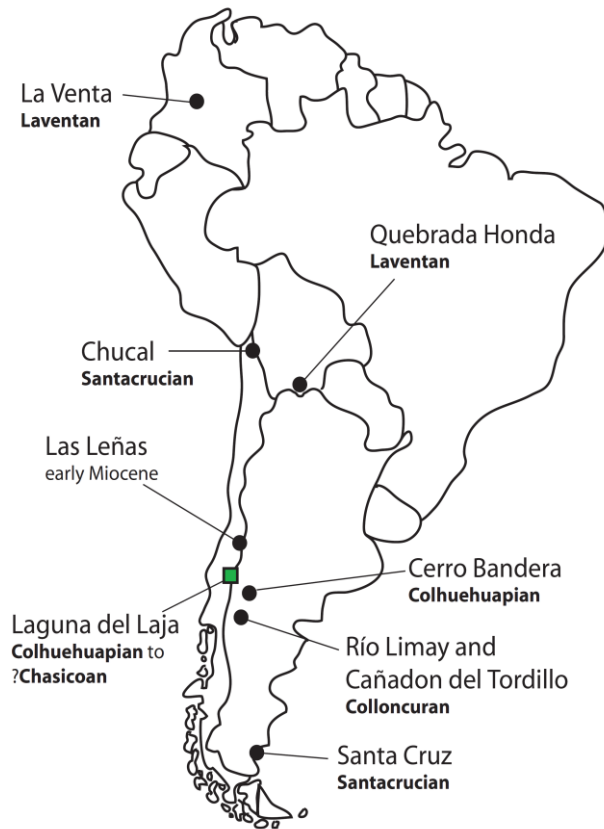 La Venta
Laventan
Quebrada Honda
Laventan
Chucal
Santacrucian
Las Leñas
early Miocene
Cerro Bandera
Colhuehuapian
Laguna del Laja
Colhuehuapian to
?Chasicoan
Río Limay and
Cañadon del Tordillo
Colloncuran
Santa Cruz
Santacrucian